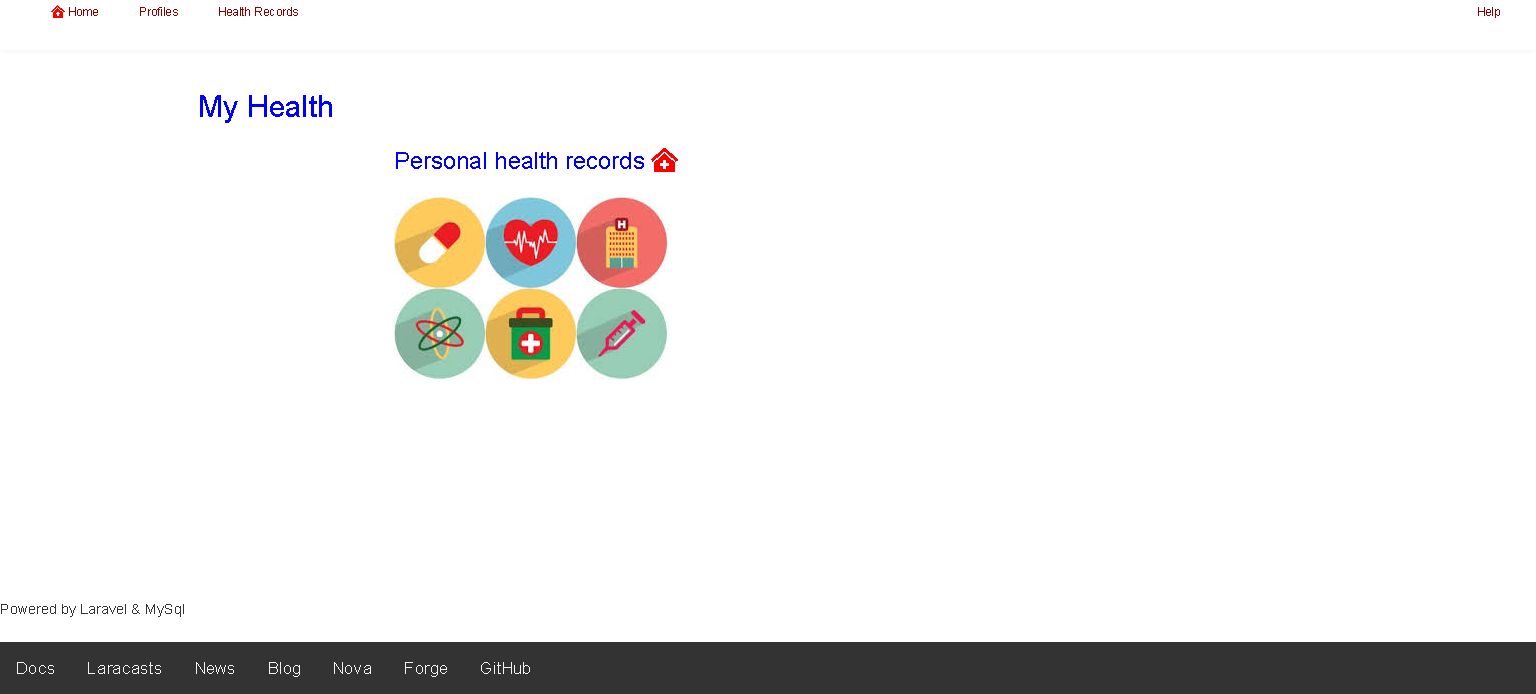 Home Profiles Health Records Help
My Health
Personal health records
H
Powered by Laravel & MySql
Docs Laracasts News Blog Nova Forge GitHub